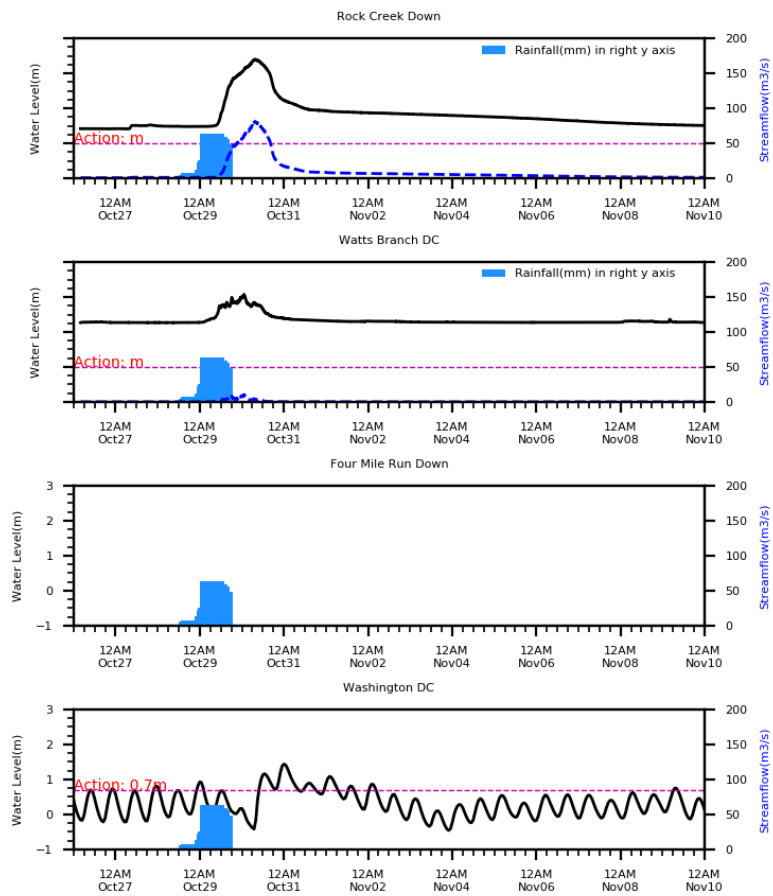 Rock Creek Down
Water Level(m)
Action: m
Rainfall(mm) in right y axis
200
150
100
50
0
Streamflow(m3/s)
12AM 12AM 12AM 12AM 12AM 12AM 12AM 12AM
Oct27 Oct29 Oct31 Nov02 Nov04 Nov06 Nov08 Nov10
Watts Branch DC
Water Level(m)
Action: m
Rainfall(mm) in right y axis
200
150
100
50
0
Streamflow(m3/s)
12AM 12AM 12AM 12AM 12AM 12AM 12AM 12AM
Oct27 Oct29 Oct31 Nov02 Nov04 Nov06 Nov08 Nov10
Four Mile Run Down
Water Level(m)
3
2
1
0
−1
200
150
100
50
0
Streamflow(m3/s)
12AM 12AM 12AM 12AM 12AM 12AM 12AM 12AM
Oct27 Oct29 Oct31 Nov02 Nov04 Nov06 Nov08 Nov10
Washington DC
Water Level(m)
3
2
1
0
−1
Action: 0.7m
200
150
100
50
0
Streamflow(m3/s)
12AM 12AM 12AM 12AM 12AM 12AM 12AM 12AM
Oct27 Oct29 Oct31 Nov02 Nov04 Nov06 Nov08 Nov10